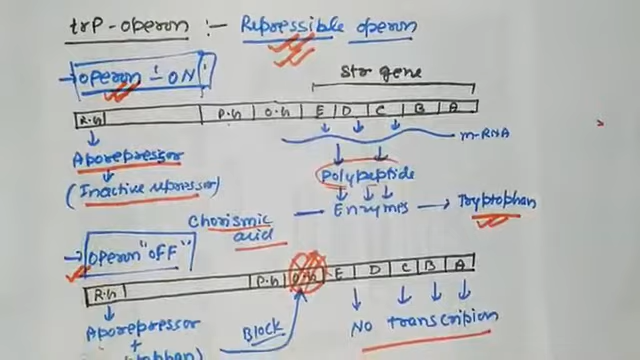 trp-operon :- Repressible operon
→ operon "ON"
Str gene
R.G P.G O.G E D C B A
m-RNA
Aporepressor
(Inactive repressor)
Polypeptide
Chorismic acid — Enzymes → Tryptophan
→ operon "OFF"
R.G P.G O.G E D C B A
Aporepressor
+
Block
No transcription